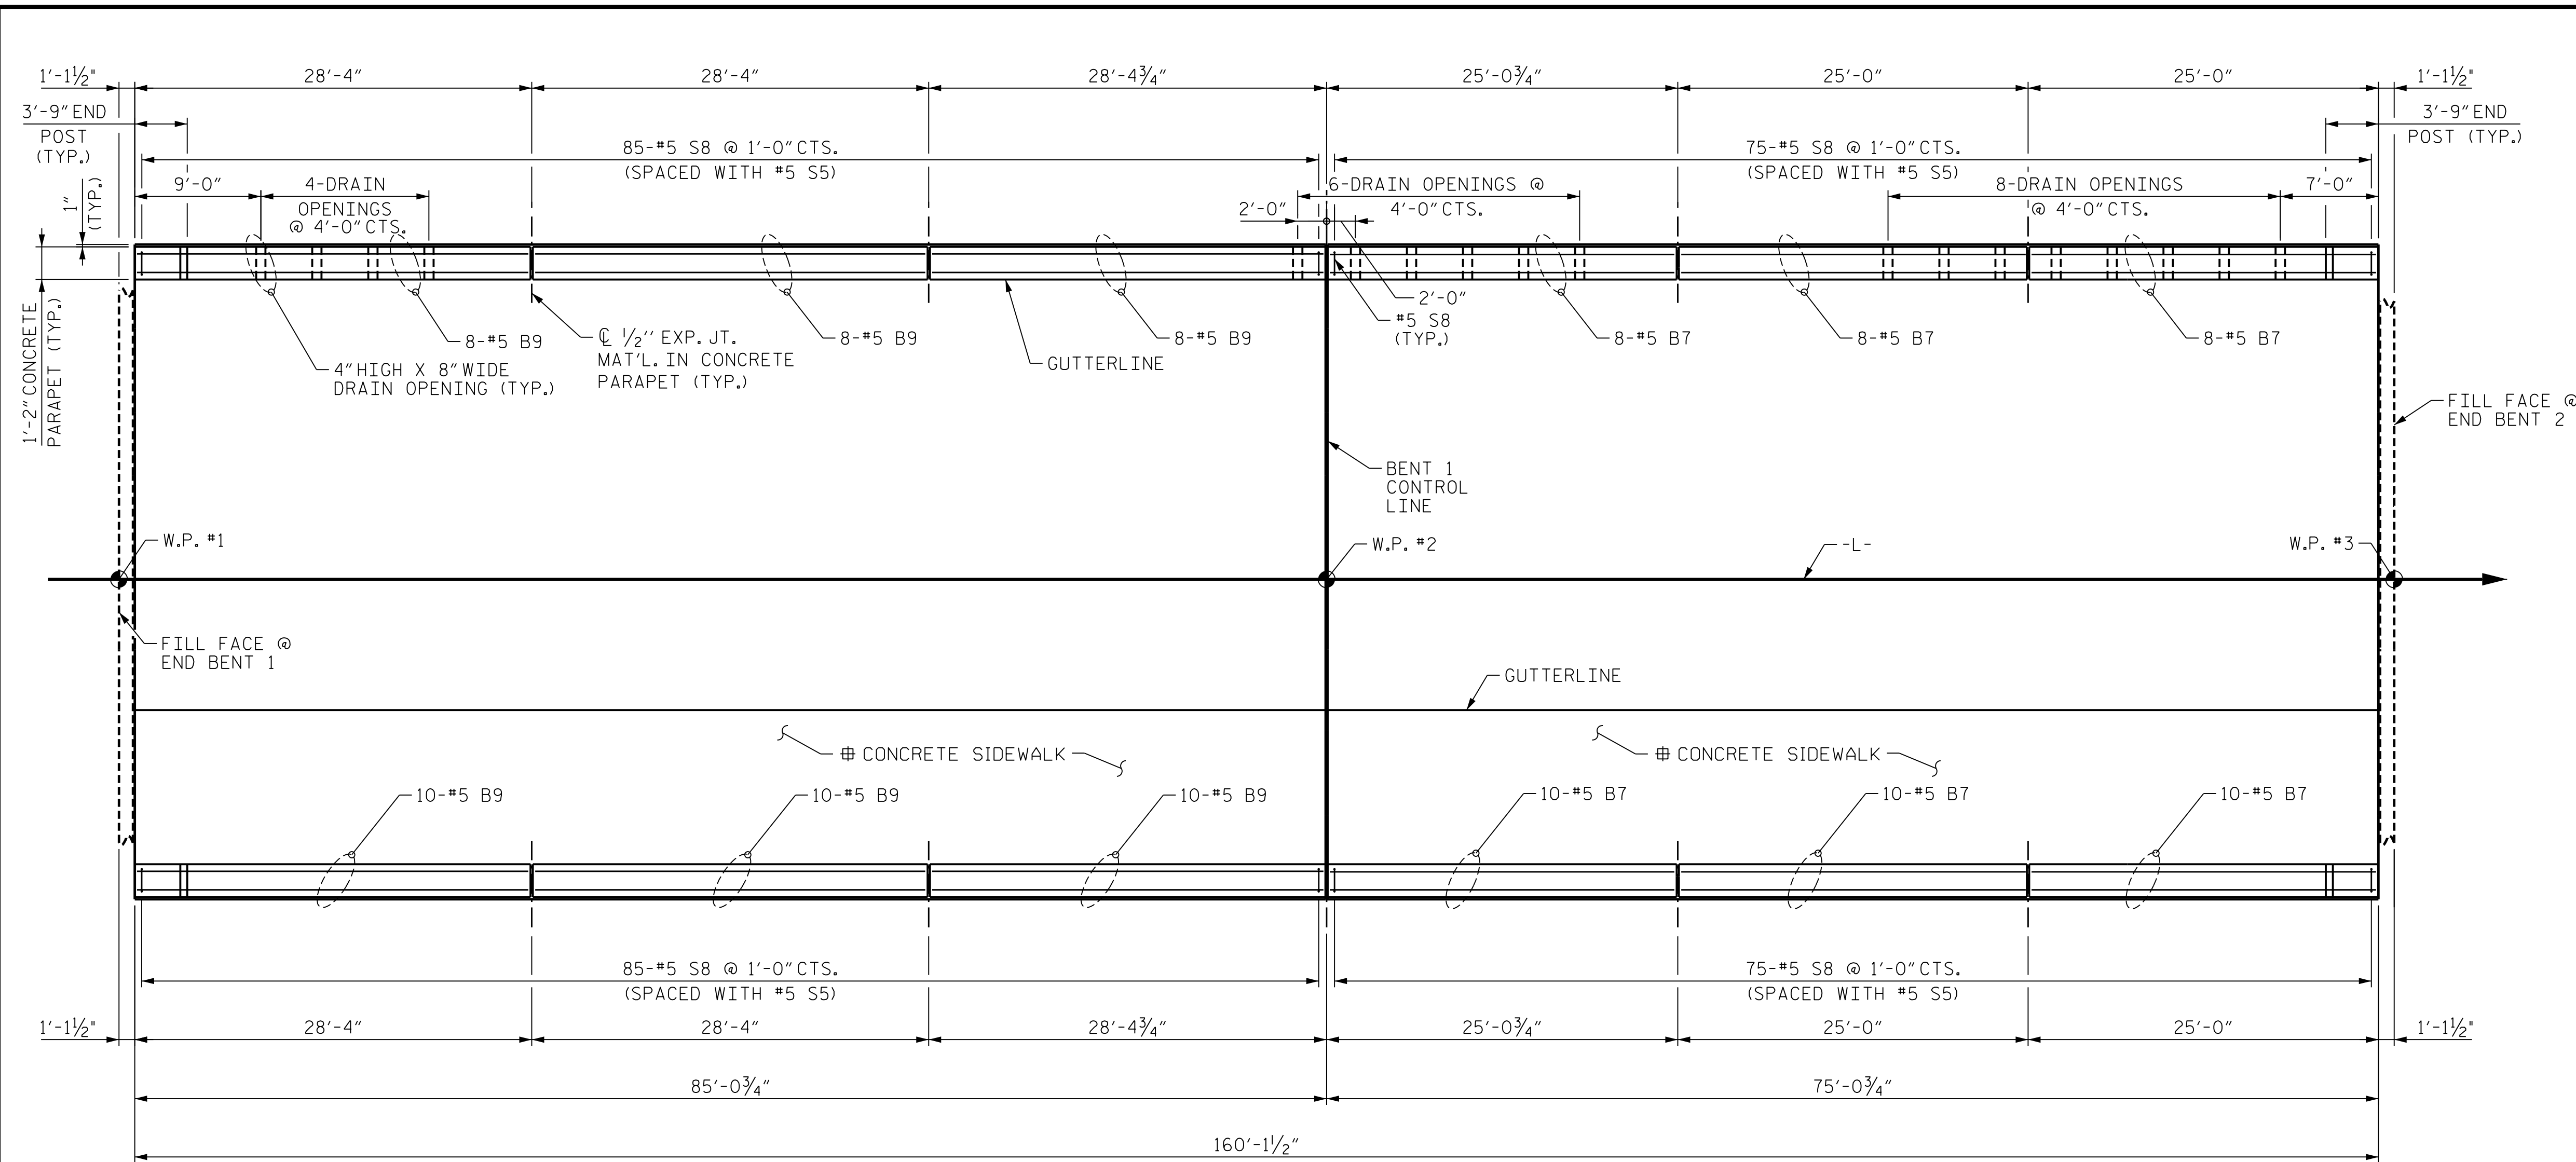 1'-1½"
28'-4"
28'-4"
28'-4¾"
25'-0¾"
25'-0"
25'-0"
1'-1½"
3'-9" END
POST
(TYP.)
3'-9" END
POST (TYP.)
85-#5 S8 @ 1'-0" CTS.
(SPACED WITH #5 S5)
75-#5 S8 @ 1'-0" CTS.
(SPACED WITH #5 S5)
1"
(TYP.)
9'-0"
4-DRAIN
OPENINGS
@ 4'-0" CTS.
2'-0"
6-DRAIN OPENINGS @
4'-0" CTS.
8-DRAIN OPENINGS
@ 4'-0" CTS.
7'-0"
1'-2" CONCRETE
PARAPET (TYP.)
4" HIGH X 8" WIDE
DRAIN OPENING (TYP.)
8-#5 B9
℄ ½" EXP. JT.
MAT'L. IN CONCRETE
PARAPET (TYP.)
8-#5 B9
GUTTERLINE
8-#5 B9
2'-0"
#5 S8
(TYP.)
8-#5 B7
8-#5 B7
8-#5 B7
FILL FACE @
END BENT 2
BENT 1
CONTROL
LINE
W.P. #1
W.P. #2
-L-
W.P. #3
FILL FACE @
END BENT 1
GUTTERLINE
⌗ CONCRETE SIDEWALK
⌗ CONCRETE SIDEWALK
10-#5 B9
10-#5 B9
10-#5 B9
10-#5 B7
10-#5 B7
10-#5 B7
85-#5 S8 @ 1'-0" CTS.
(SPACED WITH #5 S5)
75-#5 S8 @ 1'-0" CTS.
(SPACED WITH #5 S5)
1'-1½"
28'-4"
28'-4"
28'-4¾"
25'-0¾"
25'-0"
25'-0"
1'-1½"
85'-0¾"
75'-0¾"
160'-1½"